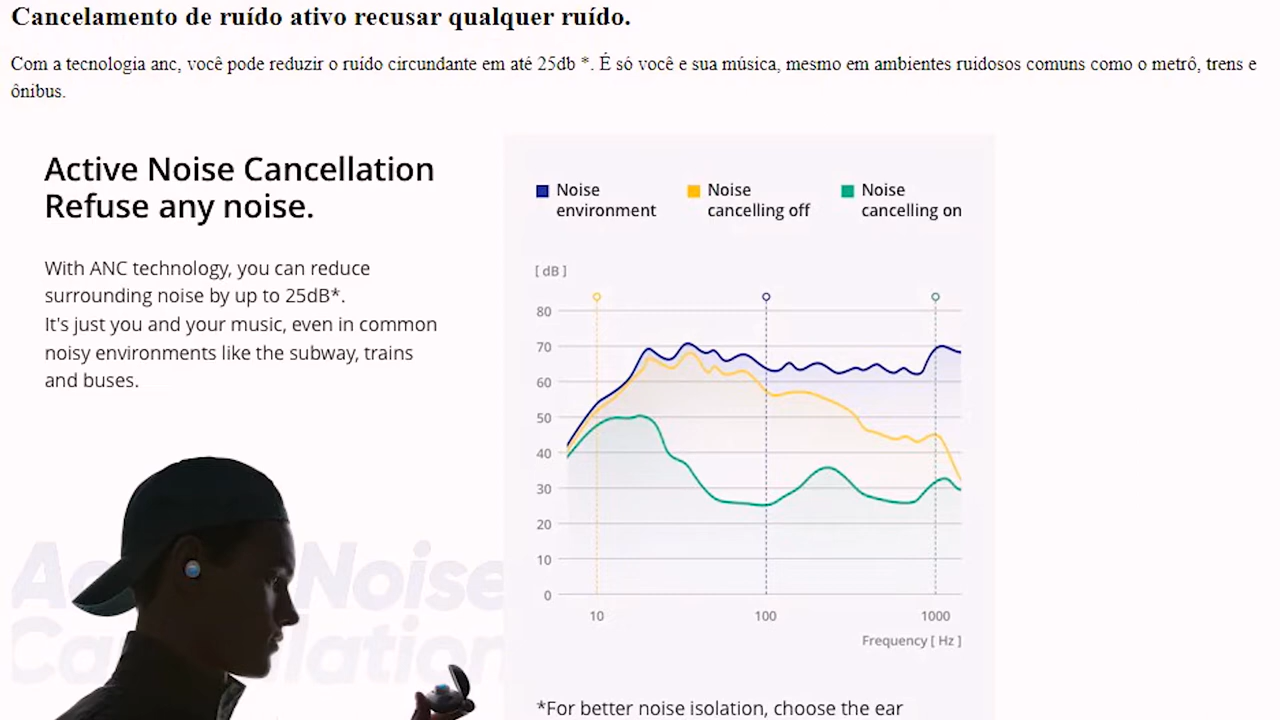 Cancelamento de ruído ativo recusar qualquer ruído.
Com a tecnologia anc, você pode reduzir o ruído circundante em até 25db *. É só você e sua música, mesmo em ambientes ruidosos comuns como o metrô, trens e
ônibus.
Active Noise Cancellation
Refuse any noise.
With ANC technology, you can reduce
surrounding noise by up to 25dB*.
It's just you and your music, even in common
noisy environments like the subway, trains
and buses.
Noise
environment
Noise
cancelling off
Noise
cancelling on
[ dB ]
80
70
60
50
40
30
20
10
0
10
100
1000
Frequency [ Hz ]
*For better noise isolation, choose the ear